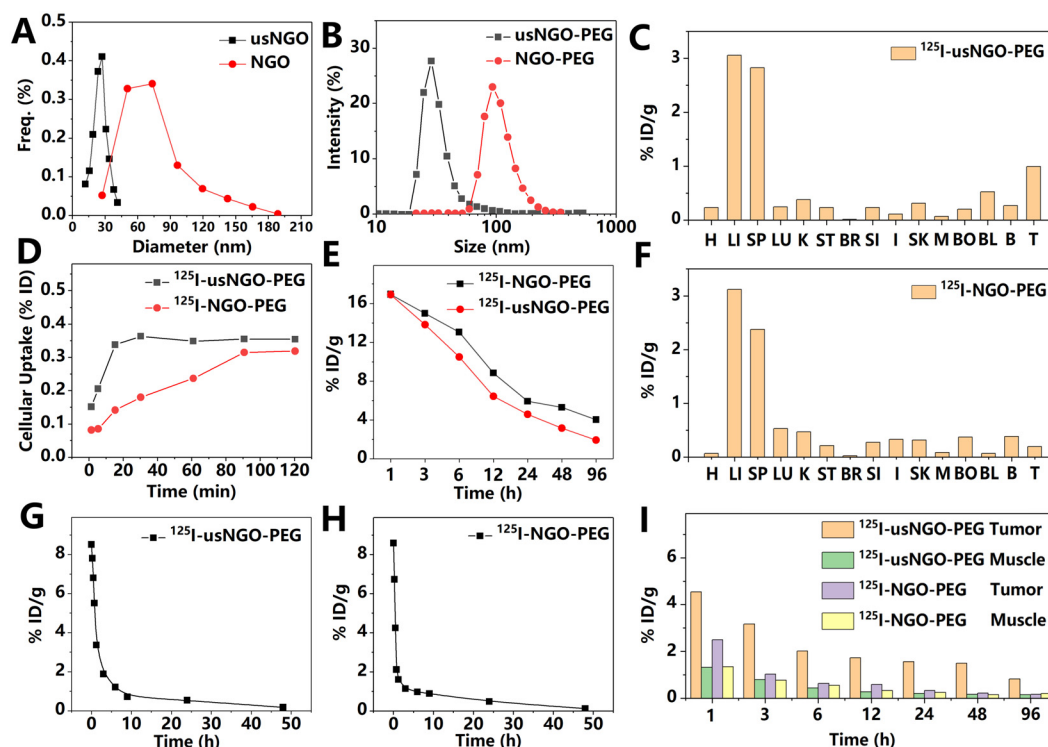 A
Freq. (%)
0.5
0.4
0.3
0.2
0.1
0.0
usNGO
NGO
0 30 60 90 120 150 180 210
Diameter (nm)
B
Intensity (%)
40
30
20
10
0
usNGO-PEG
NGO-PEG
10 100 1000
Size (nm)
C
% ID/g
3
2
1
0
¹²⁵I-usNGO-PEG
H LI SP LU K ST BR SI I SK M BO BL B T
D
Cellular Uptake (% ID)
0.5
0.4
0.3
0.2
0.1
0.0
¹²⁵I-usNGO-PEG
¹²⁵I-NGO-PEG
0 20 40 60 80 100 120
Time (min)
E
% ID/g
16
12
8
4
0
¹²⁵I-NGO-PEG
¹²⁵I-usNGO-PEG
1 3 6 12 24 48 96
Time (h)
F
% ID/g
3
2
1
0
¹²⁵I-NGO-PEG
H LI SP LU K ST BR SI I SK M BO BL B T
G
% ID/g
8
6
4
2
0
¹²⁵I-usNGO-PEG
0 10 20 30 40 50
Time (h)
H
% ID/g
8
6
4
2
0
¹²⁵I-NGO-PEG
0 10 20 30 40 50
Time (h)
I
% ID/g
6
4
2
0
¹²⁵I-usNGO-PEG Tumor
¹²⁵I-usNGO-PEG Muscle
¹²⁵I-NGO-PEG Tumor
¹²⁵I-NGO-PEG Muscle
1 3 6 12 24 48 96
Time (h)